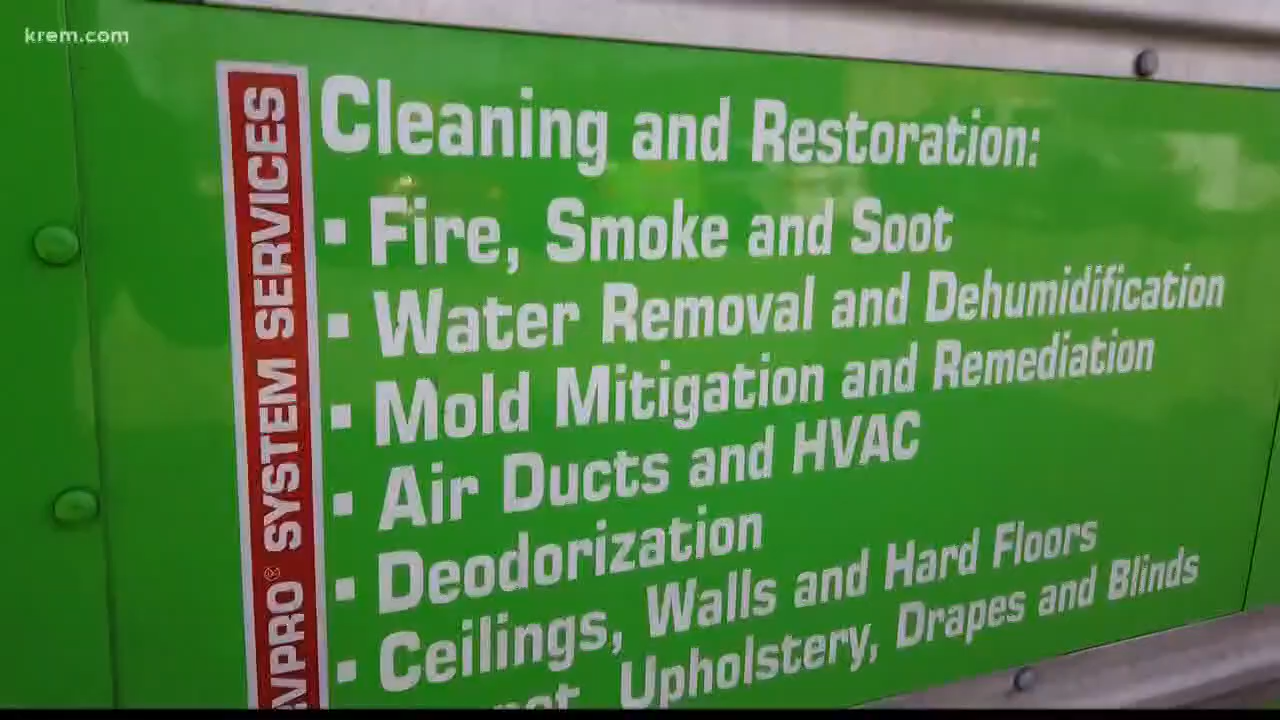 krem.com
Cleaning and Restoration:
▪ Fire, Smoke and Soot
▪ Water Removal and Dehumidification
▪ Mold Mitigation and Remediation
▪ Air Ducts and HVAC
▪ Deodorization
▪ Ceilings, Walls and Hard Floors
Upholstery, Drapes and Blinds
VPRO® SYSTEM SERVICES